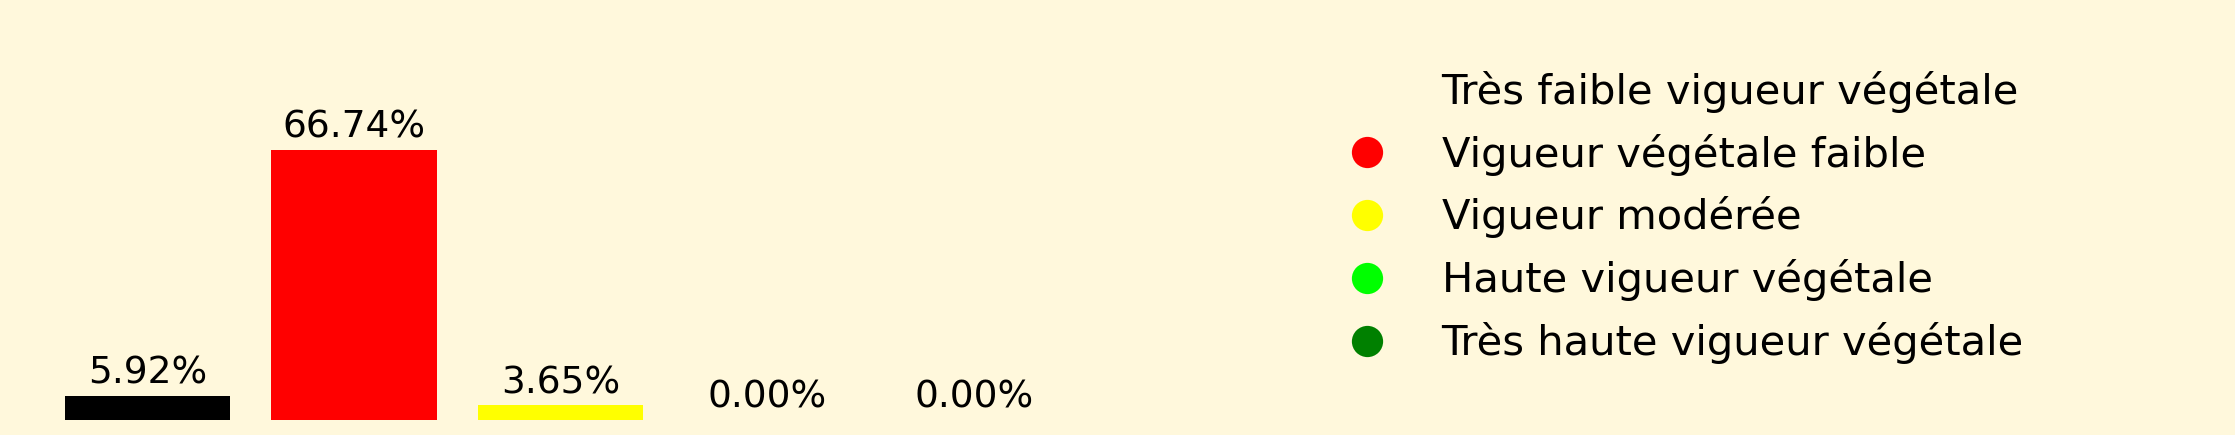 66.74%
5.92%
3.65%
0.00%
0.00%
Très faible vigueur végétale
Vigueur végétale faible
Vigueur modérée
Haute vigueur végétale
Très haute vigueur végétale